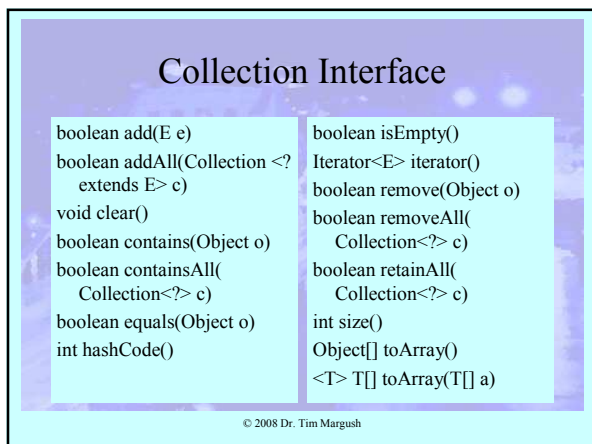 Collection Interface
boolean add(E e)
boolean addAll(Collection <?
extends E> c)
void clear()
boolean contains(Object o)
boolean containsAll(
Collection<?> c)
boolean equals(Object o)
int hashCode()
boolean isEmpty()
Iterator<E> iterator()
boolean remove(Object o)
boolean removeAll(
Collection<?> c)
boolean retainAll(
Collection<?> c)
int size()
Object[] toArray()
<T> T[] toArray(T[] a)
© 2008 Dr. Tim Margush